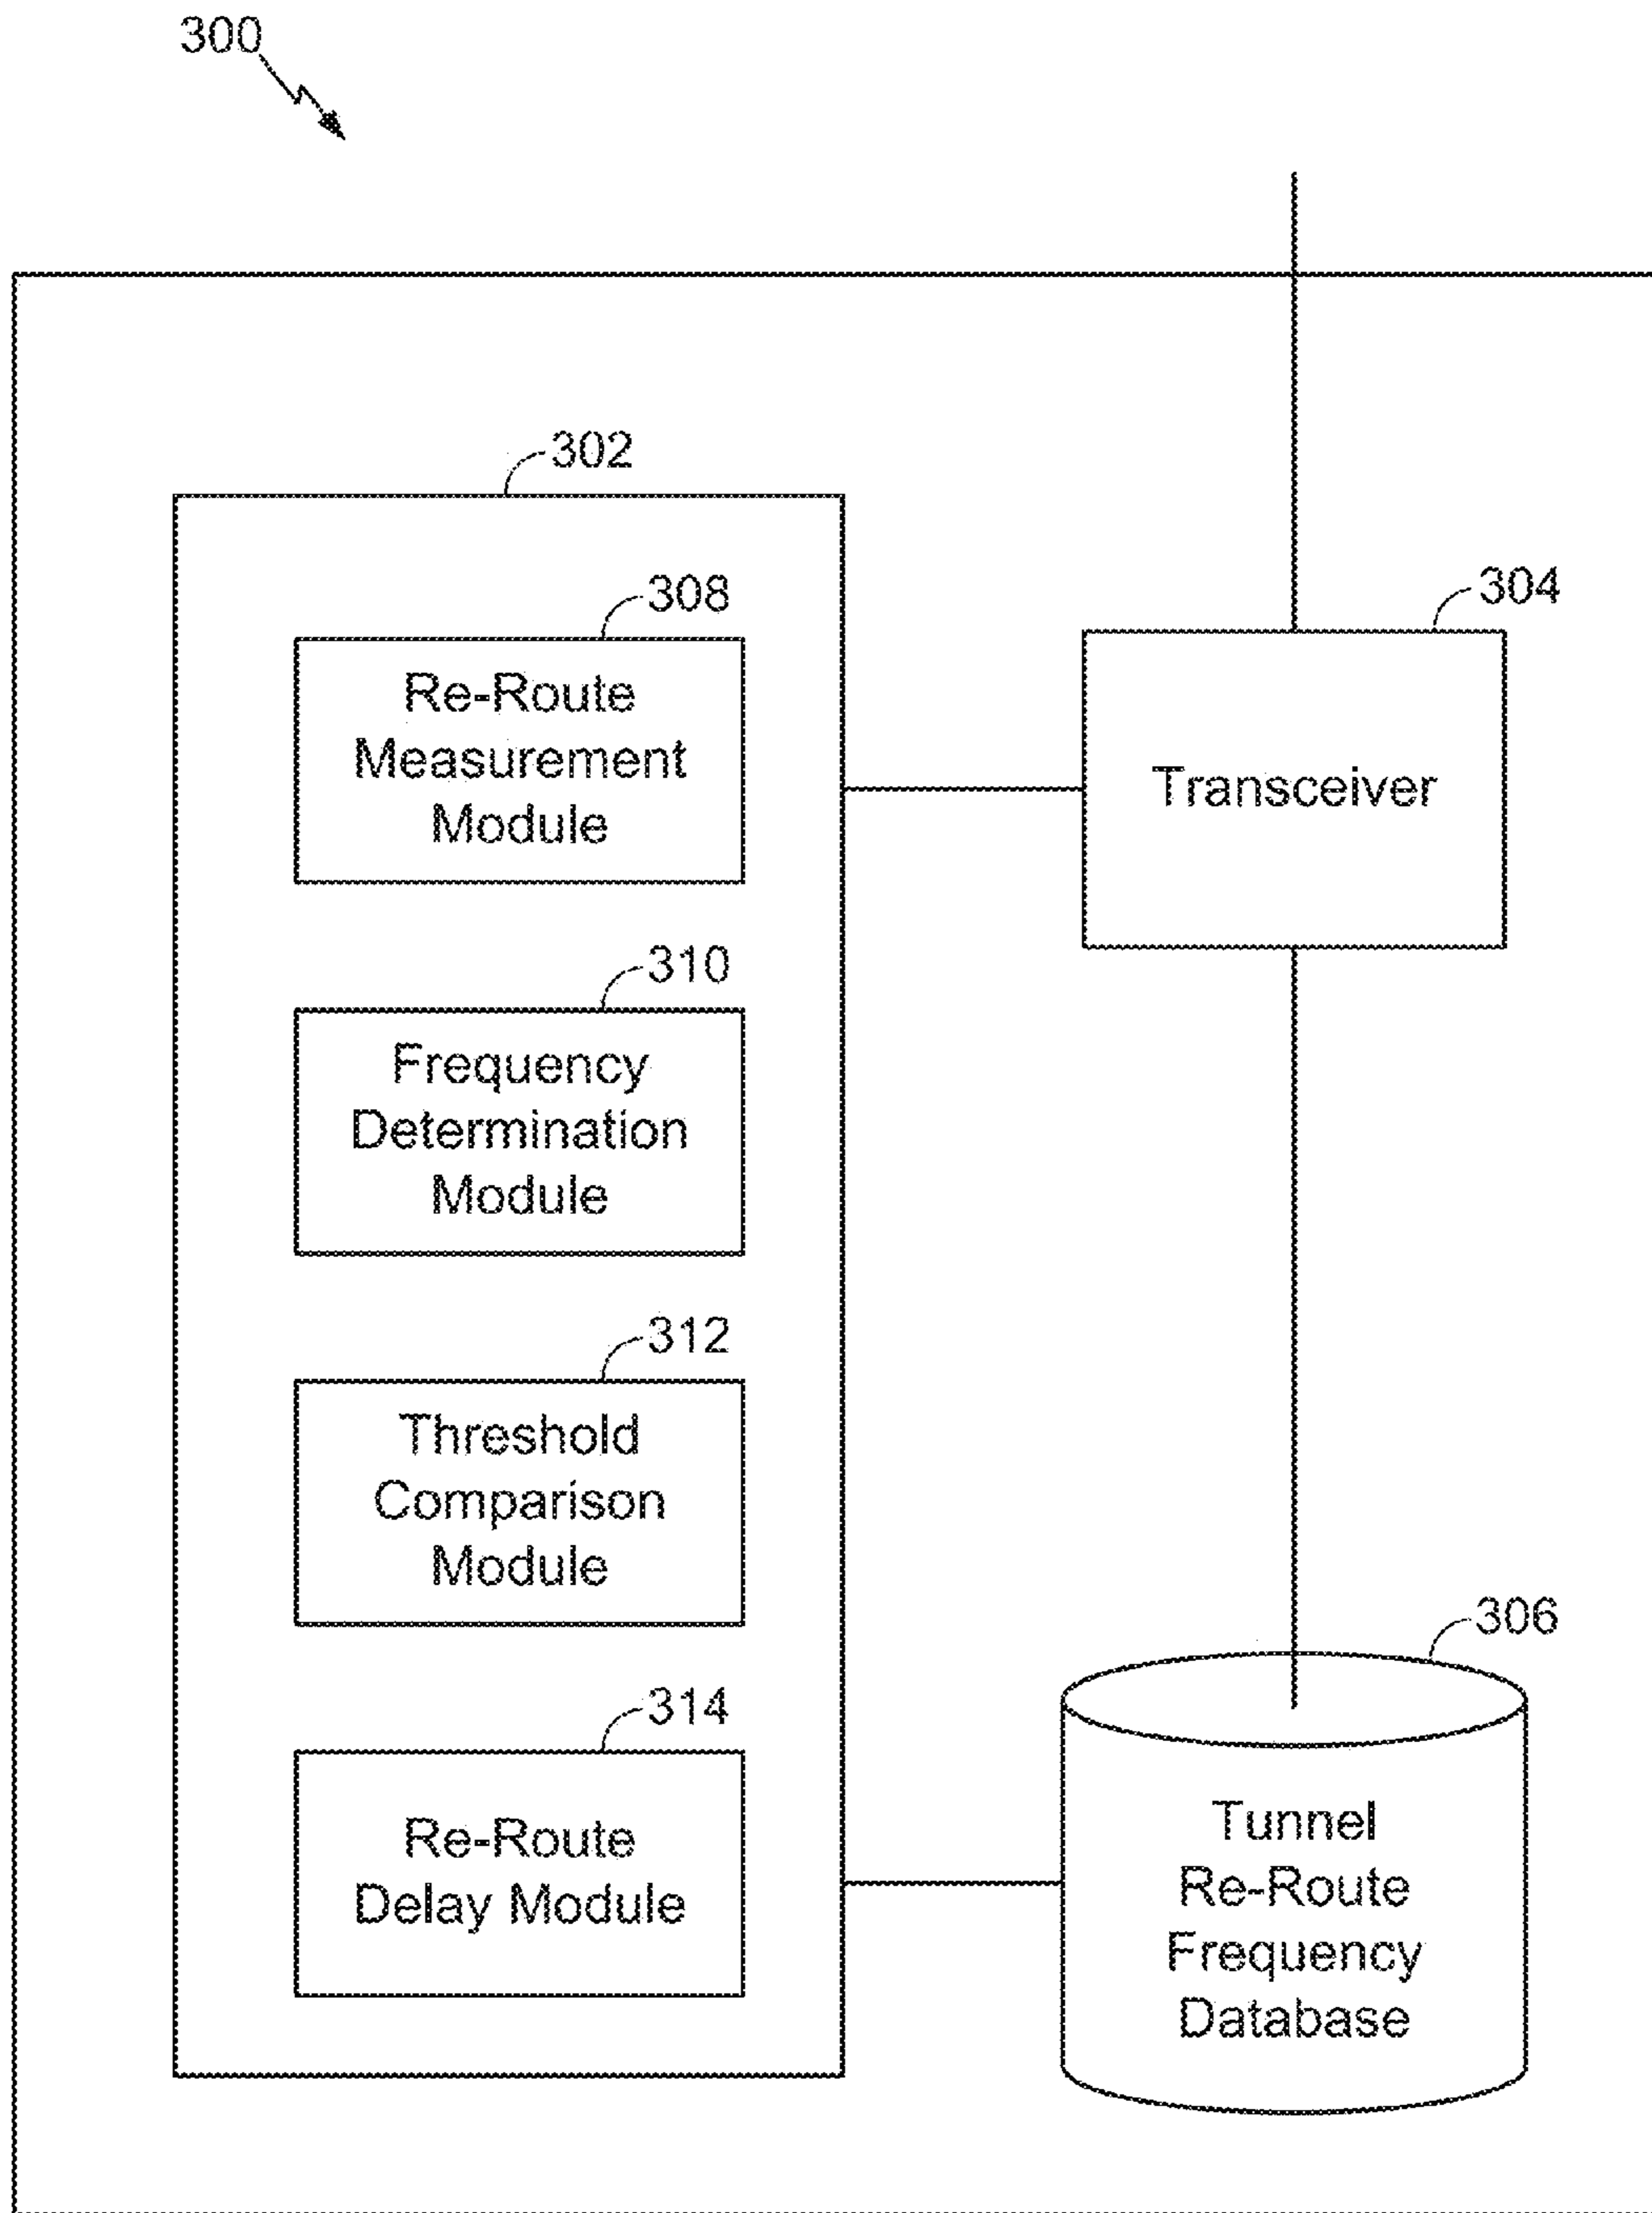 300
302
308
Re-Route
Measurement
Module
304
Transceiver
310
Frequency
Determination
Module
312
Threshold
Comparison
Module
306
Tunnel
Re-Route
Frequency
Database
314
Re-Route
Delay Module